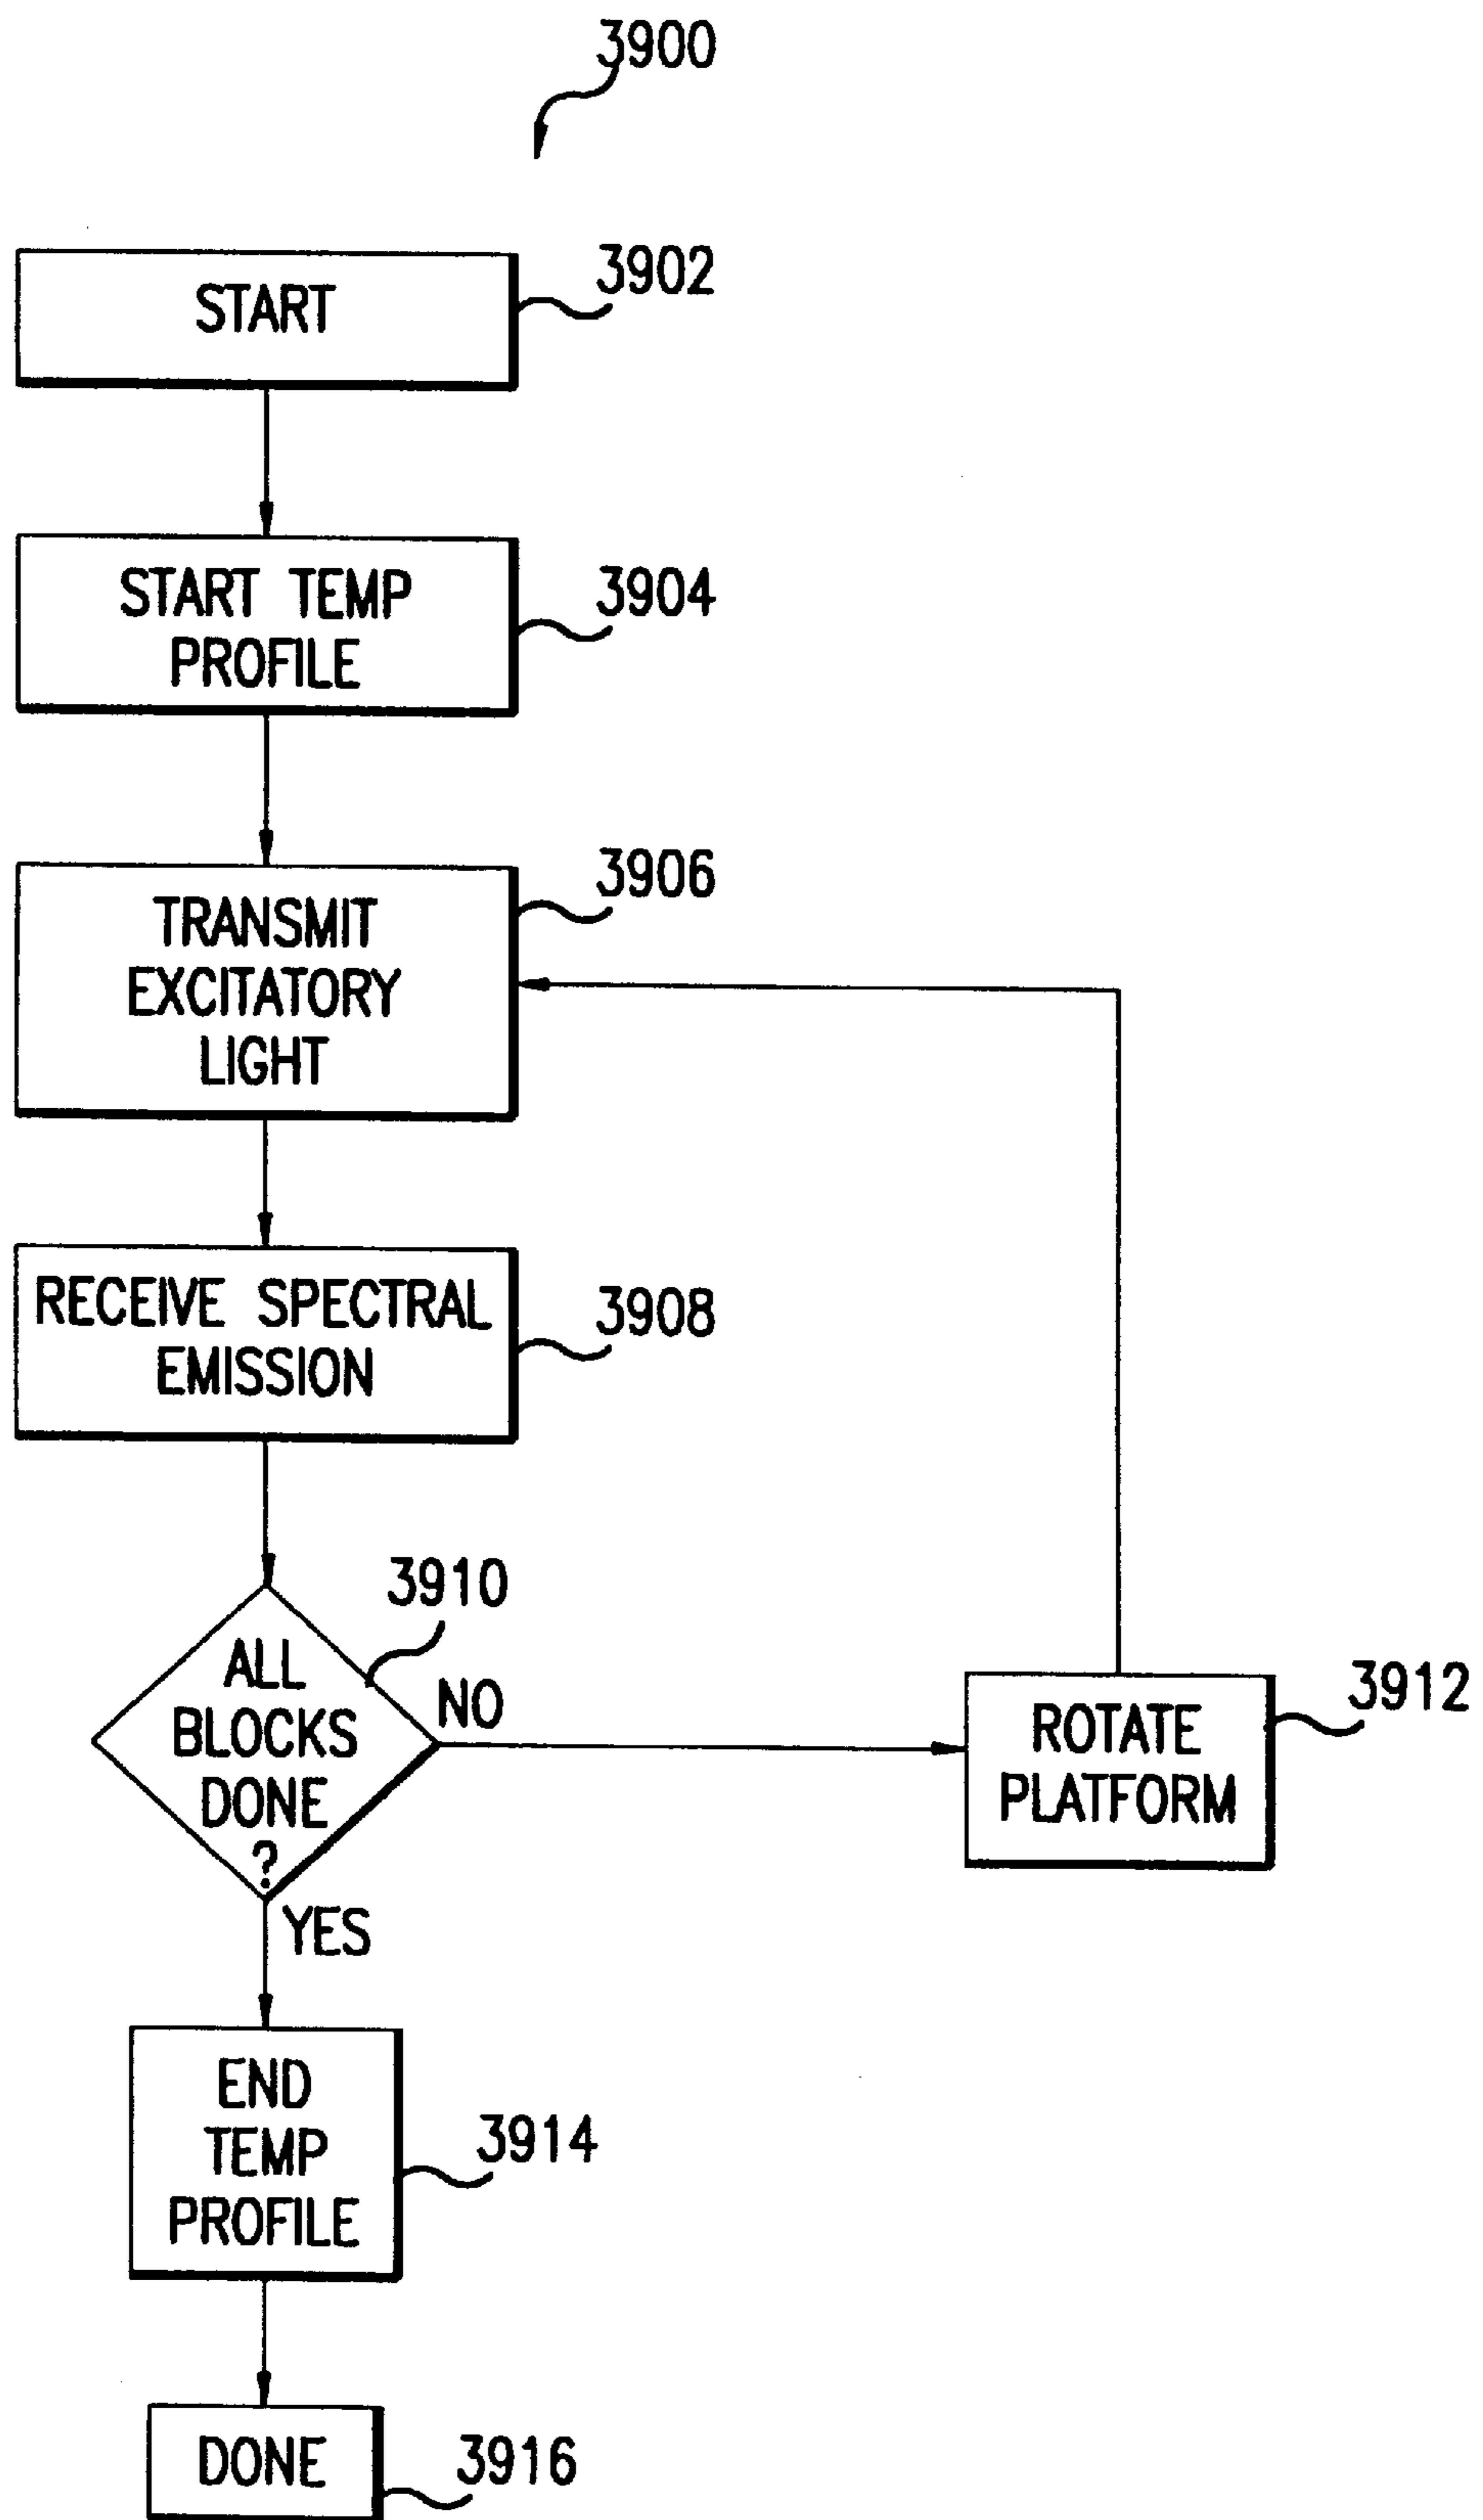 3900
START
3902
START TEMP
PROFILE
3904
TRANSMIT
EXCITATORY
LIGHT
3906
RECEIVE SPECTRAL
EMISSION
3908
3910
ALL
BLOCKS
DONE
?
NO
YES
ROTATE
PLATFORM
3912
END
TEMP
PROFILE
3914
DONE
3916